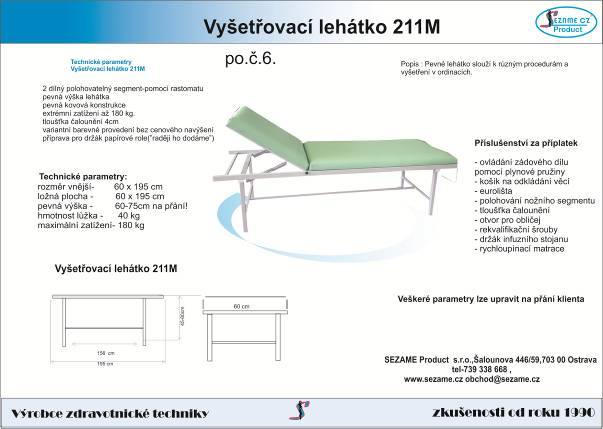 Vyšetřovací lehátko 211M
SEZAME CZ
Product
Technické parametry
Vyšetřovací lehátko 211M
po.č.6.
Popis : Pevné lehátko slouží k různým procedurám a
vyšetření v ordinacích.
2 dílný polohovatelný segment-pomocí rastomatu
pevná výška lehátka
pevná kovová konstrukce
extrémní zatížení až 180 kg.
tloušťka čalounění 4cm
variantní barevné provedení bez cenového navýšení
příprava pro držák papírové role("raději ho dodáme")
Technické parametry:
rozměr vnější- 60 x 195 cm
ložná plocha - 60 x 195 cm
pevná výška - 60-75cm na přání!
hmotnost lůžka - 40 kg
maximální zatížení- 180 kg
Příslušenství za příplatek
- ovládání zádového dílu
pomocí plynové pružiny
- košík na odkládání věcí
- eurolišta
- polohování nožního segmentu
- tloušťka čalounění
- otvor pro obličej
- rekvalifikační šrouby
- držák infuzního stojanu
- rychloupínací matrace
Vyšetřovací lehátko 211M
60 cm
156 cm
195 cm
Veškeré parametry lze upravit na přání klienta
SEZAME Product s.r.o.,Šalounova 446/59,703 00 Ostrava
tel-739 338 668 ,
www.sezame.cz obchod@sezame.cz
Výrobce zdravotnické techniky
zkušenosti od roku 1990